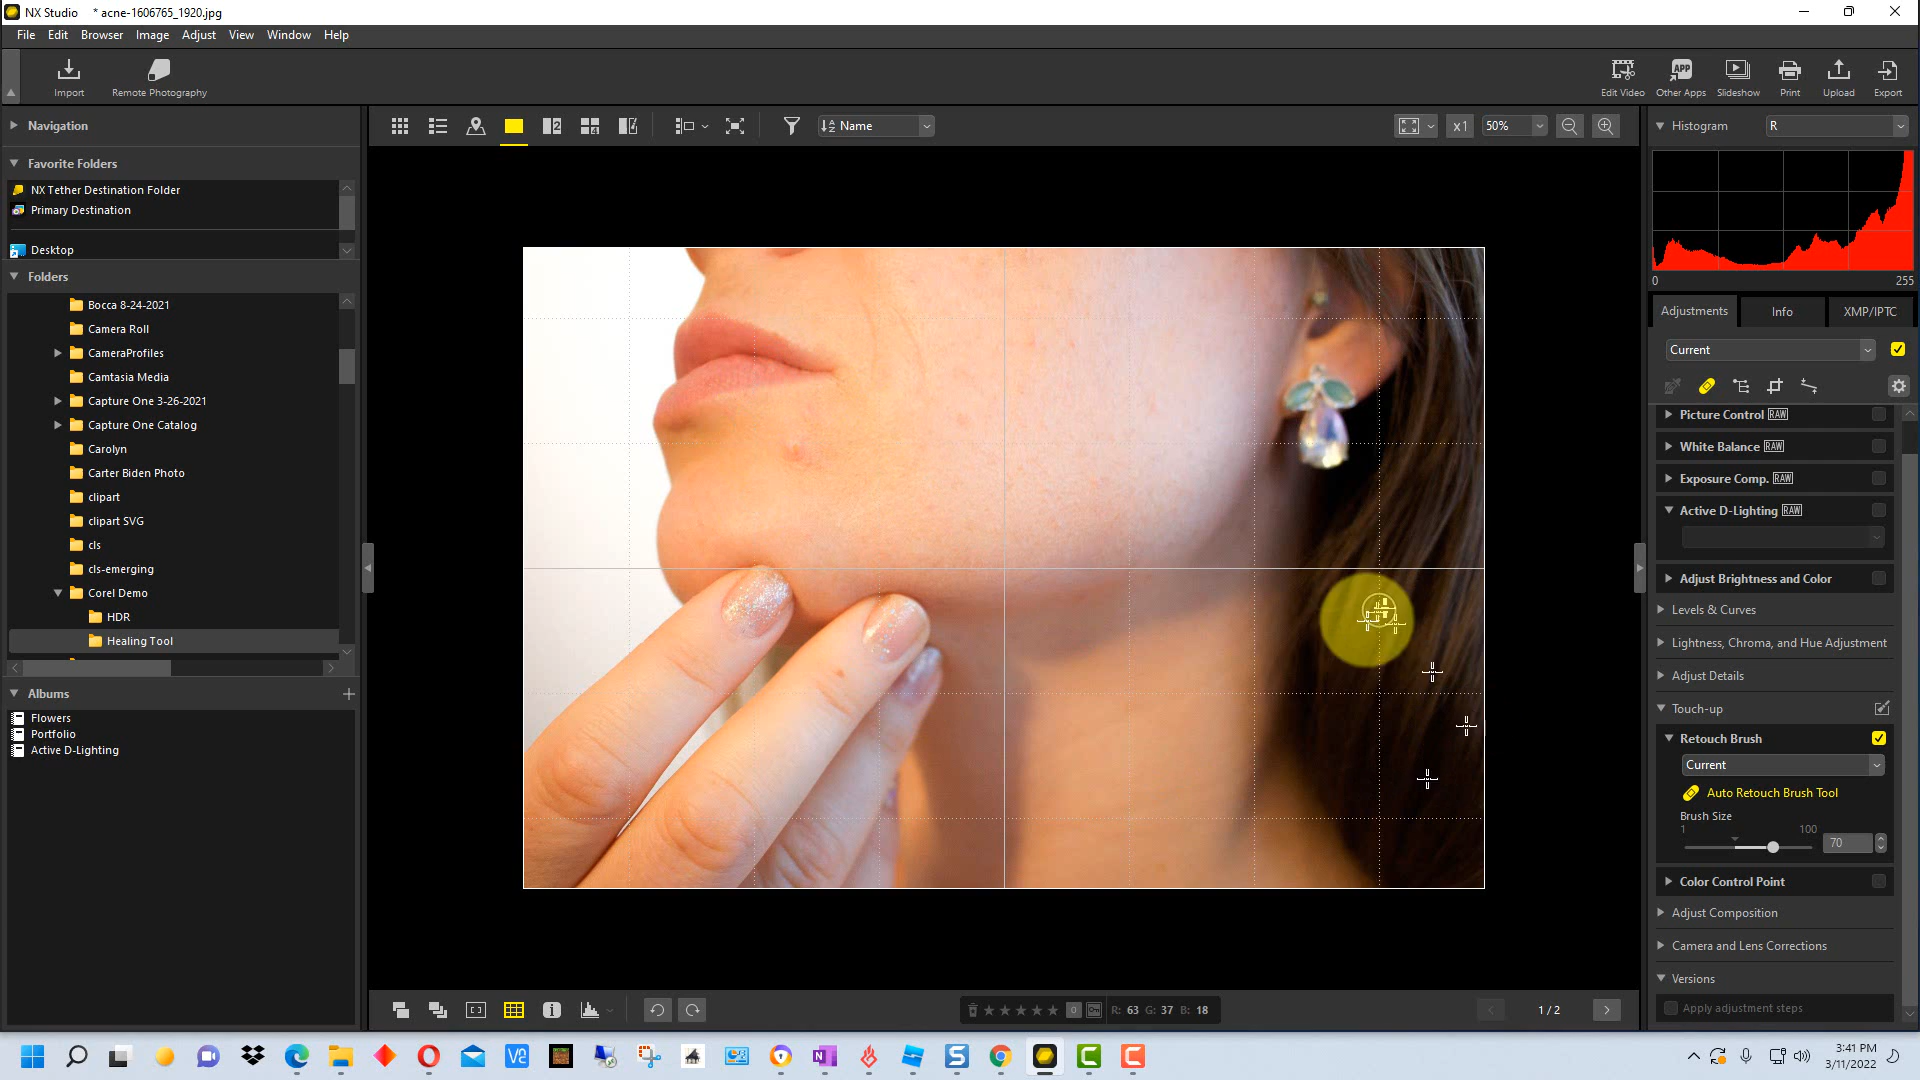 NX Studio * acne-1606765_1920.jpg
File Edit Browser Image Adjust View Window Help
Import Remote Photography Edit Video Other Apps Slideshow Print Upload Export
APP
Navigation
Favorite Folders
NX Tether Destination Folder
Primary Destination
Desktop
Folders
Bocca 8-24-2021
Camera Roll
CameraProfiles
Camtasia Media
Capture One 3-26-2021
Capture One Catalog
Carolyn
Carter Biden Photo
clipart
clipart SVG
cls
cls-emerging
Corel Demo
HDR
Healing Tool
Albums +
Flowers
Portfolio
Active D-Lighting
Name
x1 50%
R: 63 G: 37 B: 18
1 / 2
Histogram R
0 255
Adjustments Info XMP/IPTC
Current
Picture Control RAW
White Balance RAW
Exposure Comp. RAW
Active D-Lighting RAW
Adjust Brightness and Color
Levels & Curves
Lightness, Chroma, and Hue Adjustment
Adjust Details
Touch-up
Retouch Brush
Current
Auto Retouch Brush Tool
Brush Size
1 100
70
Color Control Point
Adjust Composition
Camera and Lens Corrections
Versions
Apply adjustment steps
3:41 PM
3/11/2022